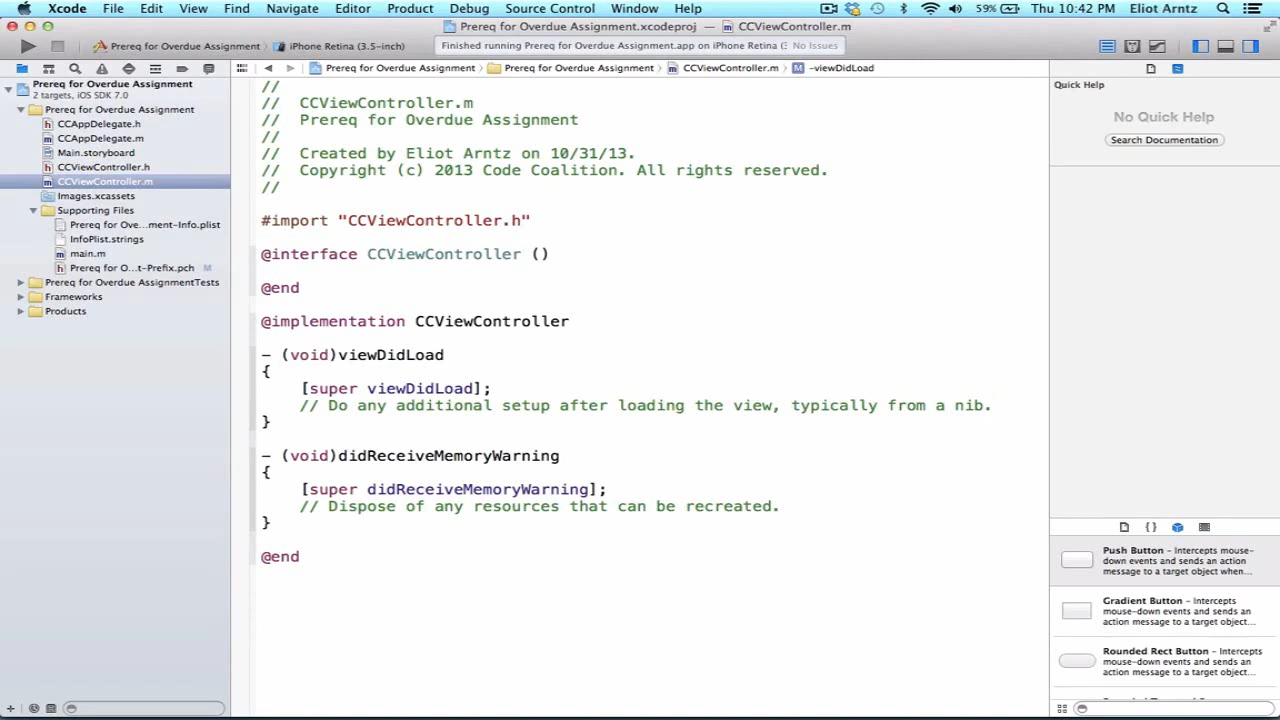 Xcode File Edit View Find Navigate Editor Product Debug Source Control Window Help 59% Thu 10:42 PM Eliot Arntz
Prereq for Overdue Assignment.xcodeproj — CCViewController.m
Prereq for Overdue Assignment iPhone Retina (3.5-inch) Finished running Prereq for Overdue Assignment.app on iPhone Retina (: No Issues
Prereq for Overdue Assignment Prereq for Overdue Assignment CCViewController.m M -viewDidLoad
Prereq for Overdue Assignment
2 targets, iOS SDK 7.0
Prereq for Overdue Assignment
h CCAppDelegate.h
m CCAppDelegate.m
Main.storyboard
h CCViewController.h
m CCViewController.m
Images.xcassets
Supporting Files
Prereq for Ove...ment-Info.plist
InfoPlist.strings
m main.m
h Prereq for O...t-Prefix.pch M
Prereq for Overdue AssignmentTests
Frameworks
Products
//
// CCViewController.m
// Prereq for Overdue Assignment
//
// Created by Eliot Arntz on 10/31/13.
// Copyright (c) 2013 Code Coalition. All rights reserved.
//
#import "CCViewController.h"
@interface CCViewController ()
@end
@implementation CCViewController
- (void)viewDidLoad
{
[super viewDidLoad];
// Do any additional setup after loading the view, typically from a nib.
}
- (void)didReceiveMemoryWarning
{
[super didReceiveMemoryWarning];
// Dispose of any resources that can be recreated.
}
@end
Quick Help
No Quick Help
Search Documentation
{}
Push Button - Intercepts mouse-
down events and sends an action
message to a target object when...
Gradient Button - Intercepts
mouse-down events and sends an
action message to a target object...
Rounded Rect Button - Intercepts
mouse-down events and sends an
action message to a target object...